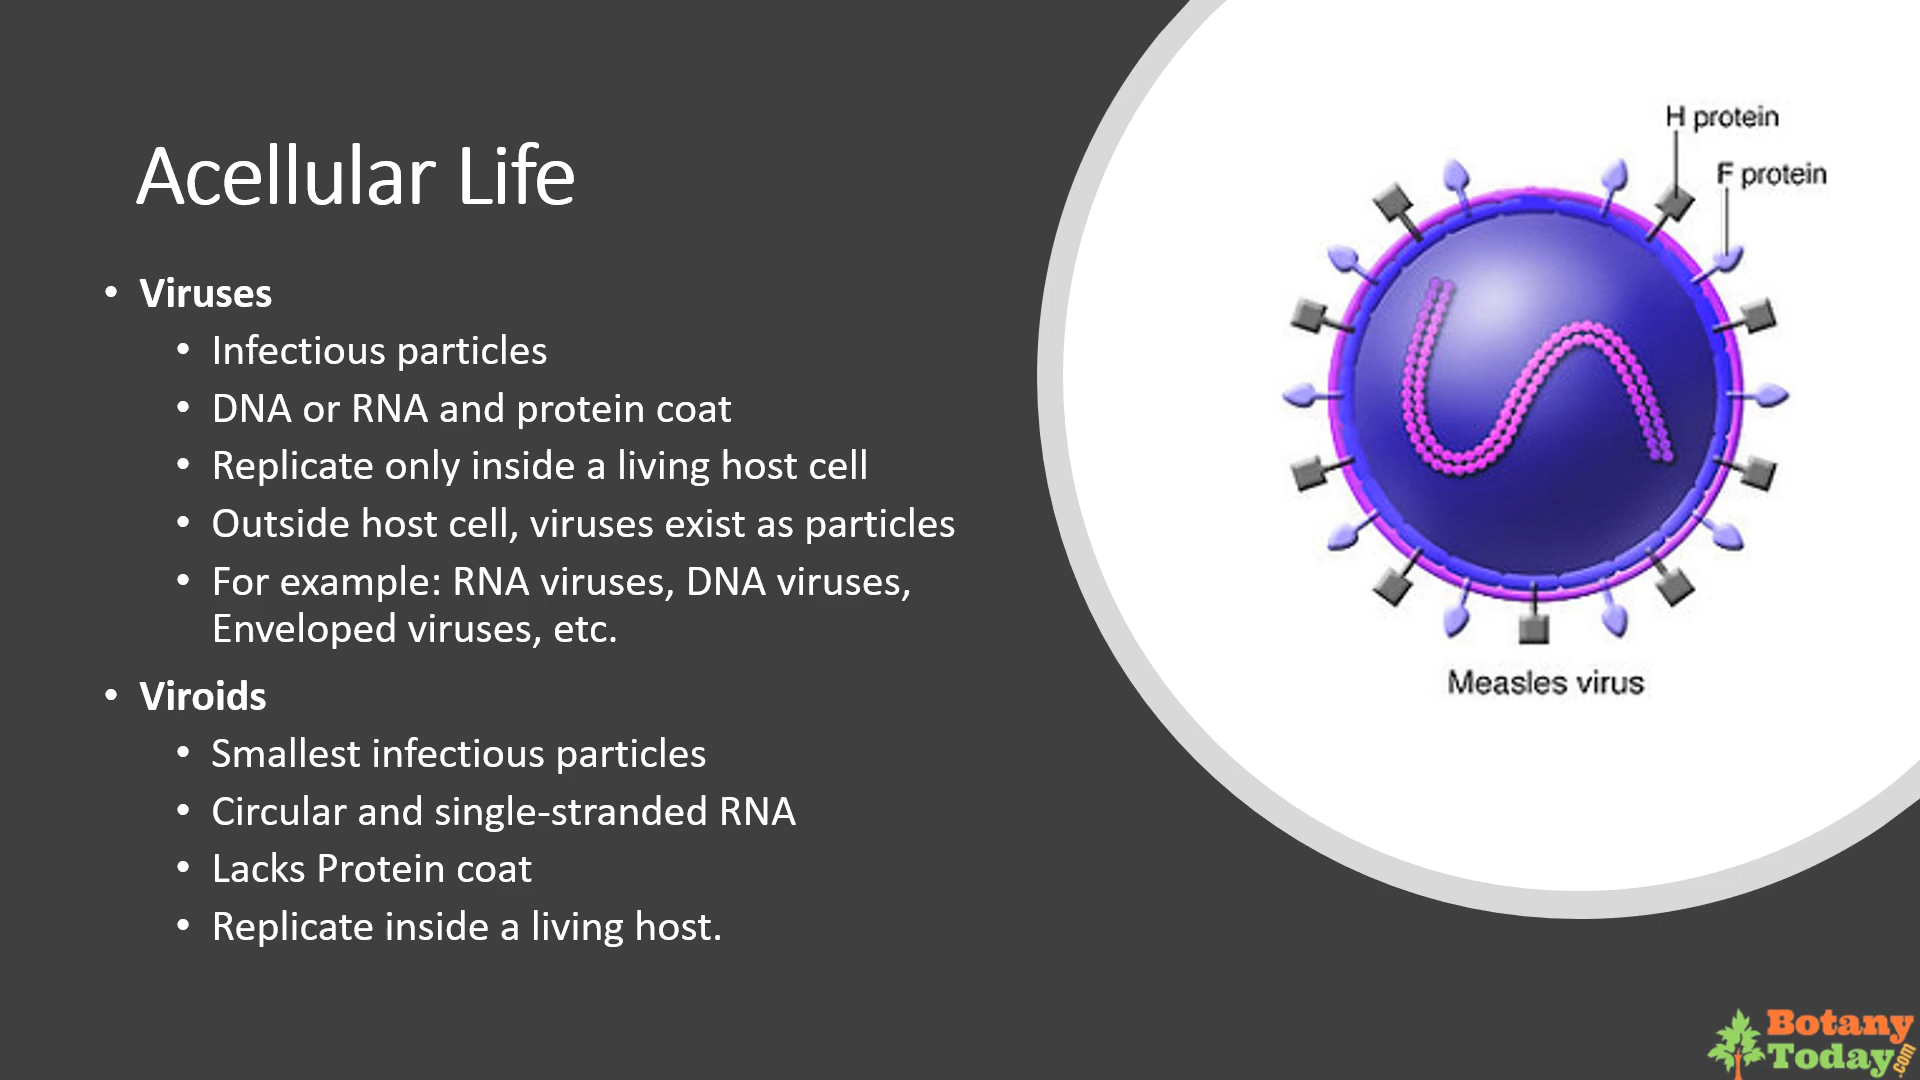 Acellular Life
• Viruses
• Infectious particles
• DNA or RNA and protein coat
• Replicate only inside a living host cell
• Outside host cell, viruses exist as particles
• For example: RNA viruses, DNA viruses,
Enveloped viruses, etc.
• Viroids
• Smallest infectious particles
• Circular and single-stranded RNA
• Lacks Protein coat
• Replicate inside a living host.
H protein
F protein
Measles virus
Botany
Today.com